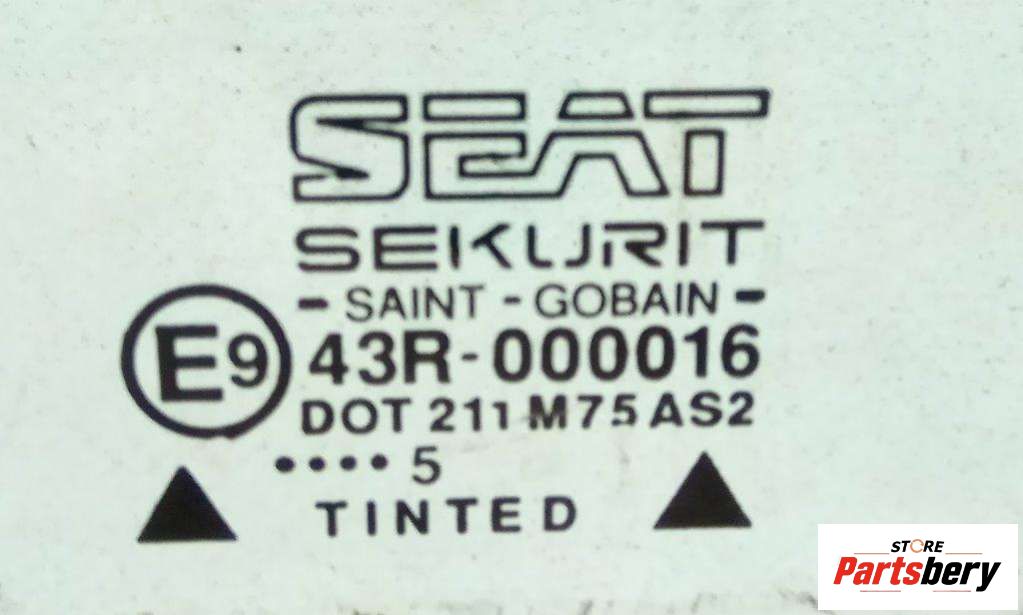 SEAT
SEKURIT
- SAINT - GOBAIN -
E9 43R-000016
DOT 211 M75 AS2
•••• 5
TINTED
STORE
Partsbery